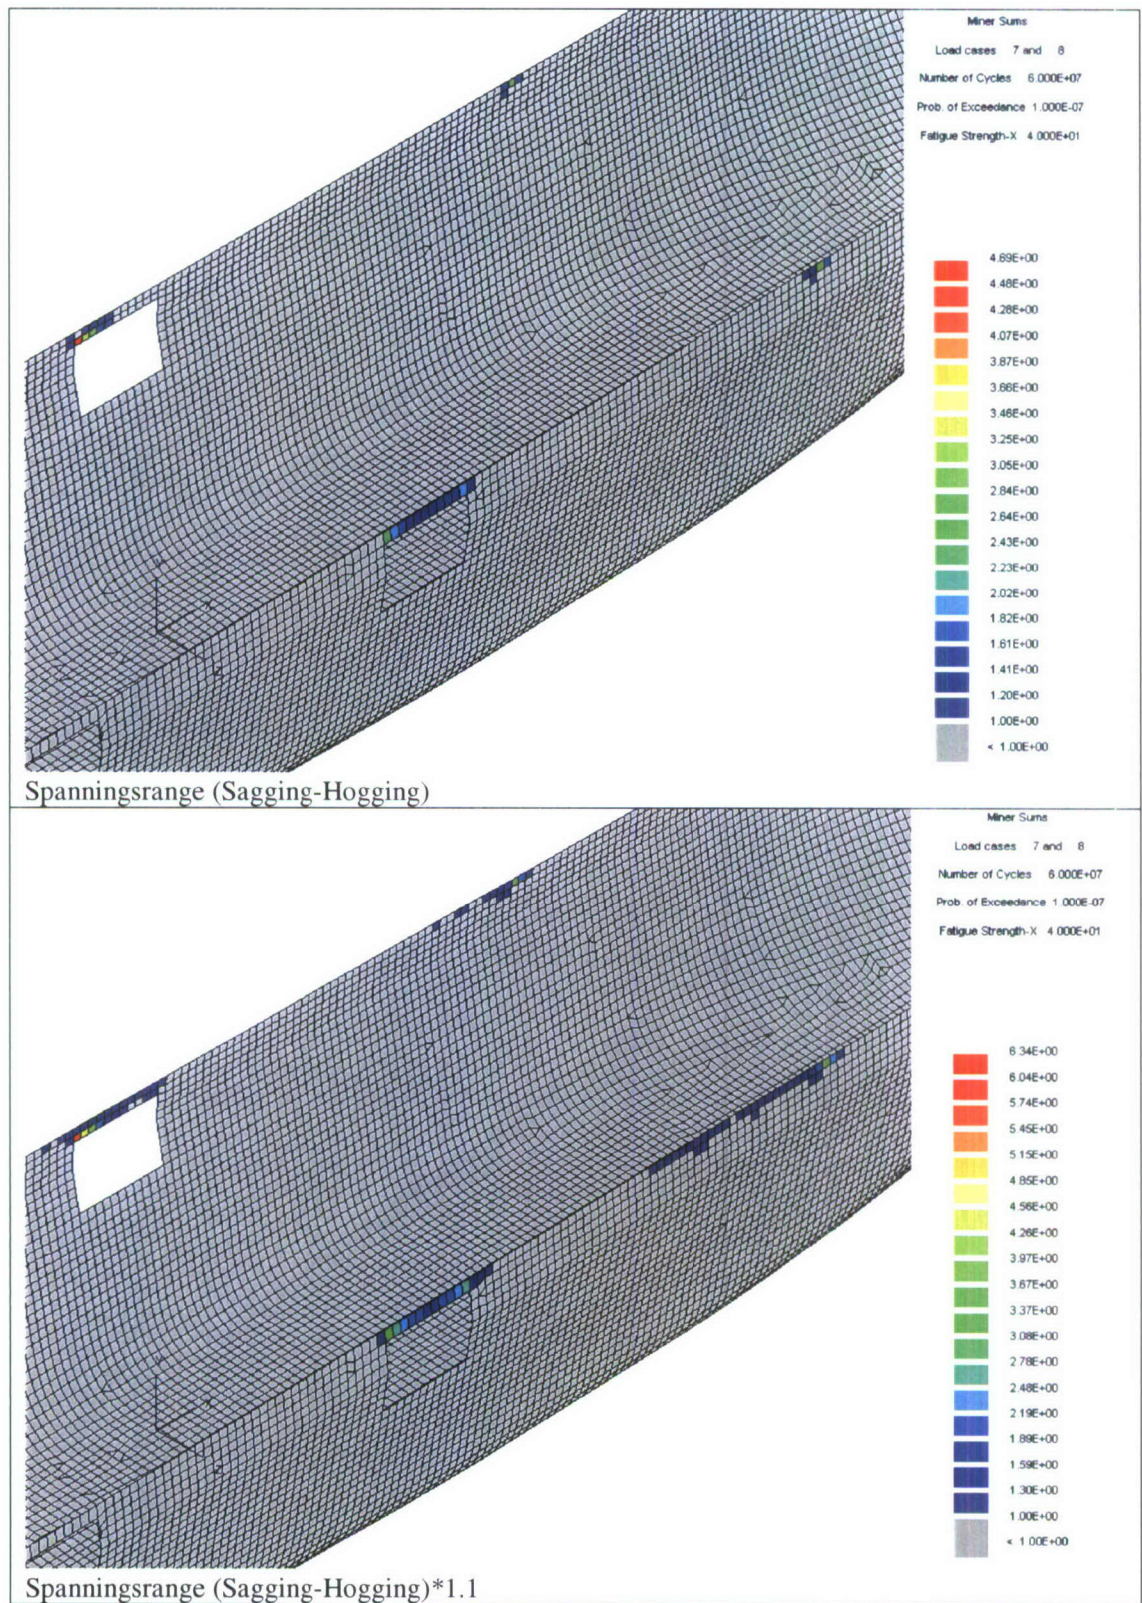 Miner Sums
Load cases 7 and 8
Number of Cycles 6.000E+07
Prob. of Exceedance 1.000E-07
Fatigue Strength-X 4.000E+01
4.69E+00
4.48E+00
4.28E+00
4.07E+00
3.87E+00
3.66E+00
3.46E+00
3.25E+00
3.05E+00
2.84E+00
2.64E+00
2.43E+00
2.23E+00
2.02E+00
1.82E+00
1.61E+00
1.41E+00
1.20E+00
1.00E+00
< 1.00E+00
Spanningsrange (Sagging-Hogging)
Miner Sums
Load cases 7 and 8
Number of Cycles 6.000E+07
Prob. of Exceedance 1.000E-07
Fatigue Strength-X 4.000E+01
6.34E+00
6.04E+00
5.74E+00
5.45E+00
5.15E+00
4.85E+00
4.56E+00
4.26E+00
3.97E+00
3.67E+00
3.37E+00
3.08E+00
2.78E+00
2.48E+00
2.19E+00
1.89E+00
1.59E+00
1.30E+00
1.00E+00
< 1.00E+00
Spanningsrange (Sagging-Hogging)*1.1